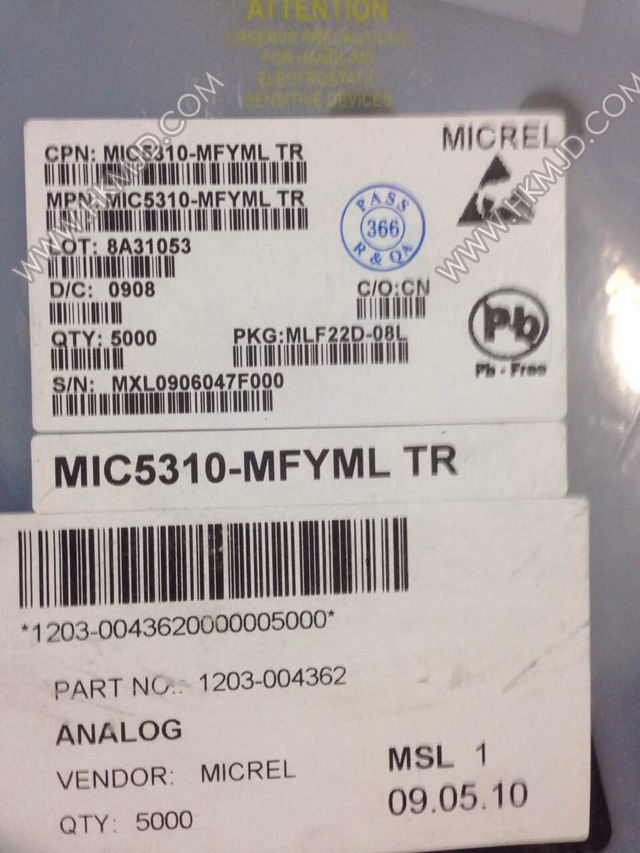 ATTENTION
OBSERVE PRECAUTIONS
FOR HANDLING
ELECTROSTATIC
SENSITIVE DEVICES
MICREL
CPN: MIC5310-MFYML TR
MPN: MIC5310-MFYML TR
LOT: 8A31053
PASS
366
R & QA
D/C: 0908
C/O:CN
QTY: 5000
PKG:MLF22D-08L
Pb
Pb - Free
S/N: MXL0906047F000
MIC5310-MFYML TR
*1203-0043620000005000*
PART NO.: 1203-004362
ANALOG
VENDOR: MICREL
MSL 1
QTY: 5000
09.05.10
WWW.HKMJD.COM
WWW.HKMJD.COM